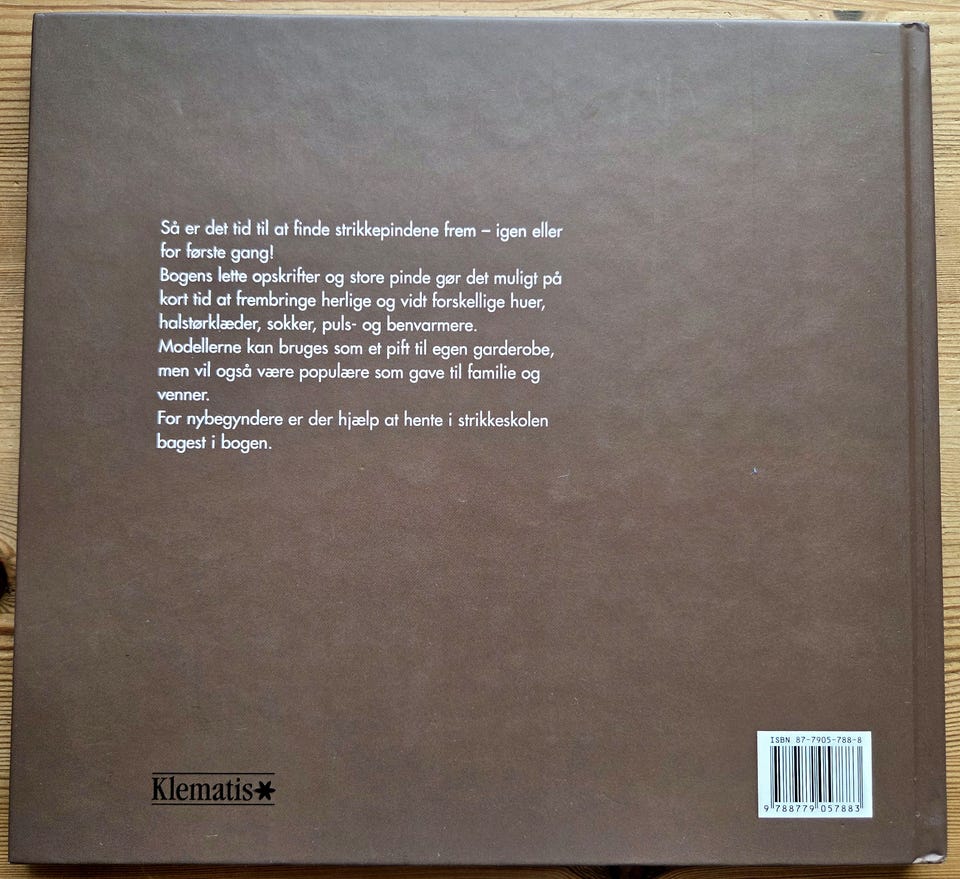 Så er det tid til at finde strikkepindene frem – igen eller
for første gang!
Bogens lette opskrifter og store pinde gør det muligt på
kort tid at frembringe herlige og vidt forskellige huer,
halstørklæder, sokker, puls- og benvarmere.
Modellerne kan bruges som et pift til egen garderobe,
men vil også være populære som gave til familie og
venner.
For nybegyndere er der hjælp at hente i strikkeskolen
bagest i bogen.
Klematis
ISBN 87-7905-788-8
9 788779 057883